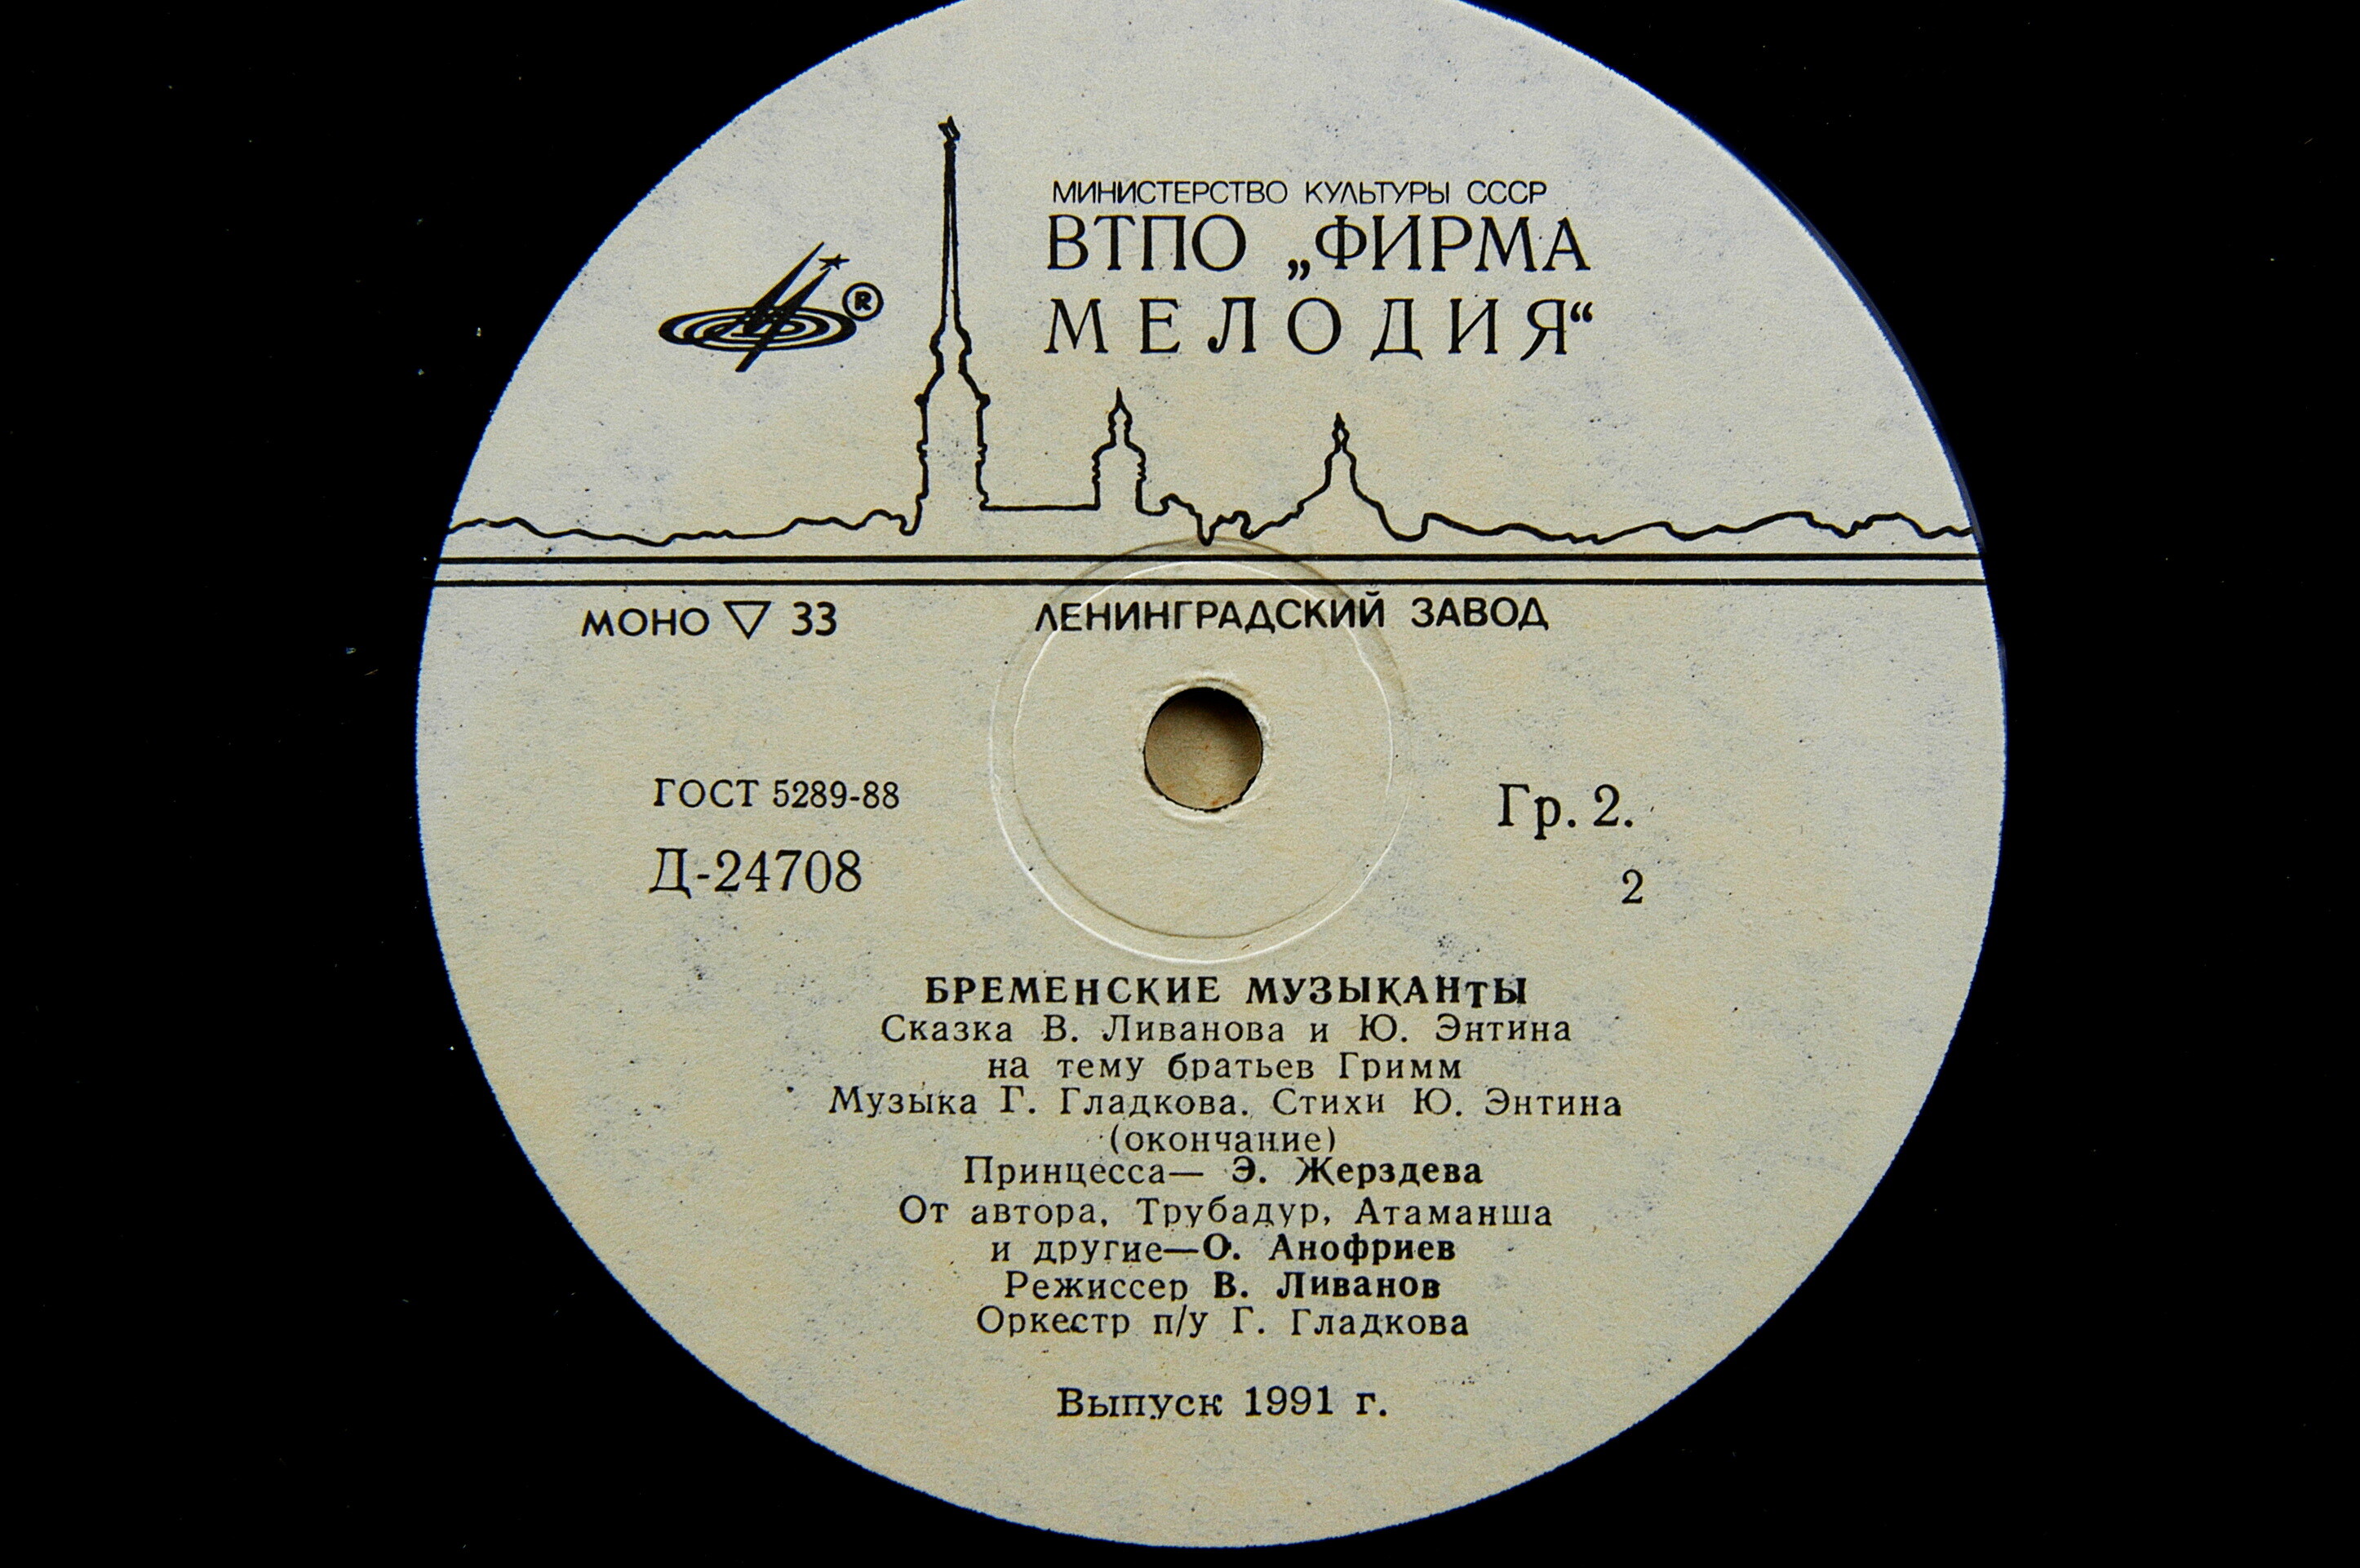 МИНИСТЕРСТВО КУЛЬТУРЫ СССР
ВТПО „ФИРМА
МЕЛОДИЯ“
®
МОНО ▽ 33
ЛЕНИНГРАДСКИЙ ЗАВОД
ГОСТ 5289-88
Гр. 2.
Д-24708
2
БРЕМЕНСКИЕ МУЗЫКАНТЫ
Сказка В. Ливанова и Ю. Энтина
на тему братьев Гримм
Музыка Г. Гладкова. Стихи Ю. Энтина
(окончание)
Принцесса— Э. Жерздева
От автора, Трубадур, Атаманша
и другие—О. Анофриев
Режиссер В. Ливанов
Оркестр п/у Г. Гладкова
Выпуск 1991 г.